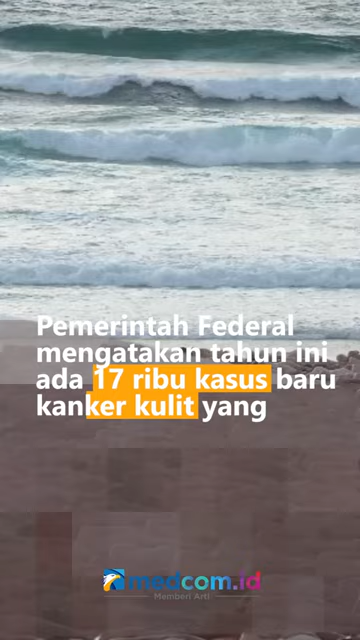 Pemerintah Federal
mengatakan tahun ini
ada 17 ribu kasus baru
kanker kulit yang
medcom.id
Memberi Arti